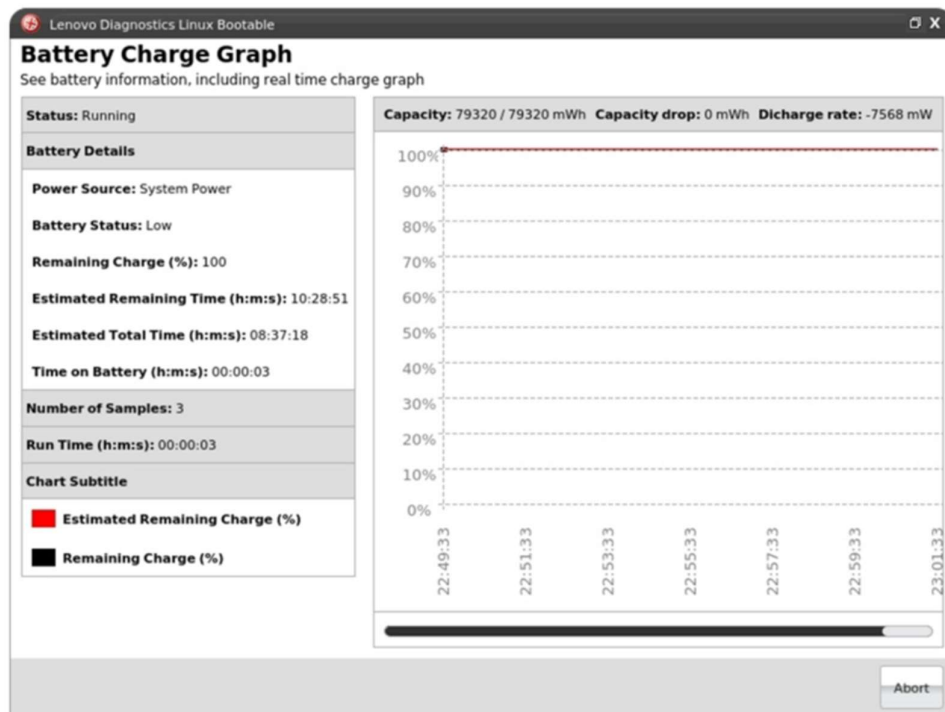 Lenovo Diagnostics Linux Bootable
Battery Charge Graph
See battery information, including real time charge graph
Status: Running
Battery Details
Power Source: System Power
Battery Status: Low
Remaining Charge (%): 100
Estimated Remaining Time (h:m:s): 10:28:51
Estimated Total Time (h:m:s): 08:37:18
Time on Battery (h:m:s): 00:00:03
Number of Samples: 3
Run Time (h:m:s): 00:00:03
Chart Subtitle
Estimated Remaining Charge (%)
Remaining Charge (%)
Capacity: 79320 / 79320 mWh Capacity drop: 0 mWh Dicharge rate: -7568 mW
100%
90%
80%
70%
60%
50%
40%
30%
20%
10%
0%
22:49:33
22:51:33
22:53:33
22:55:33
22:57:33
22:59:33
23:01:33
Abort